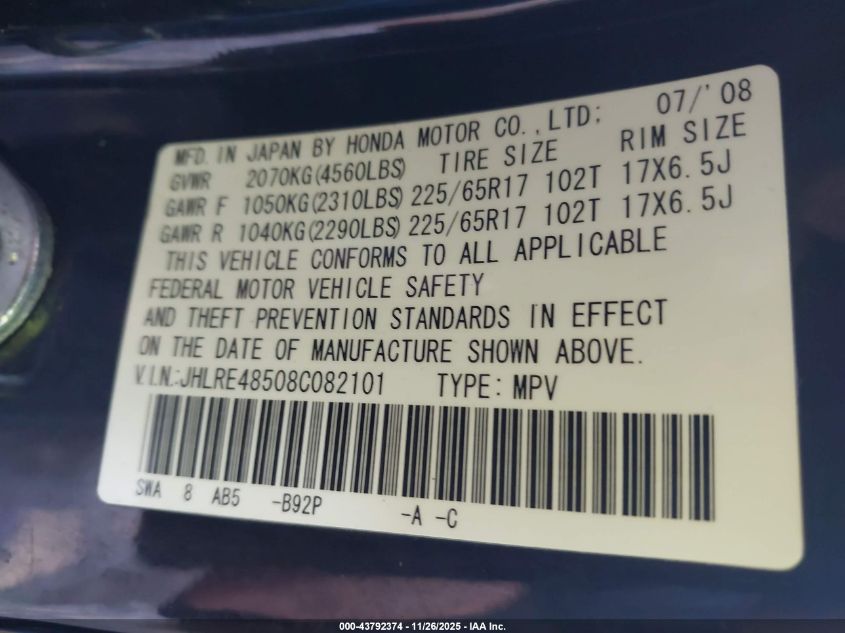 MFD. IN JAPAN BY HONDA MOTOR CO.,LTD; 07/'08
GVWR 2070KG(4560LBS) TIRE SIZE RIM SIZE
GAWR F 1050KG(2310LBS) 225/65R17 102T 17X6.5J
GAWR R 1040KG(2290LBS) 225/65R17 102T 17X6.5J
THIS VEHICLE CONFORMS TO ALL APPLICABLE
FEDERAL MOTOR VEHICLE SAFETY
AND THEFT PREVENTION STANDARDS IN EFFECT
ON THE DATE OF MANUFACTURE SHOWN ABOVE.
V.I.N.:JHLRE48508C082101 TYPE: MPV
SWA 8 AB5 -B92P -A -C
000-43792374 - 11/26/2025 - IAA Inc.